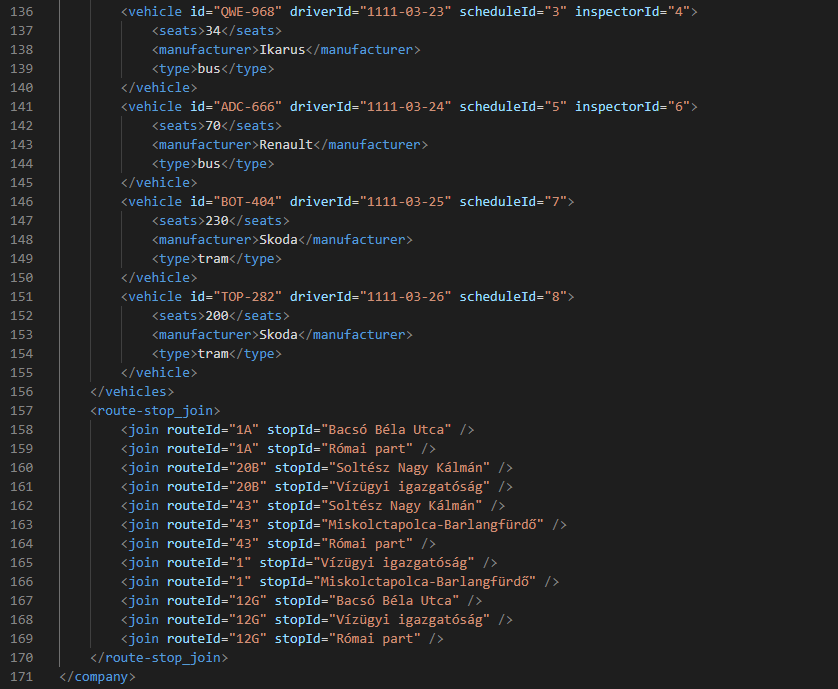 136 <vehicle id="QWE-968" driverId="1111-03-23" scheduleId="3" inspectorId="4">
137 <seats>34</seats>
138 <manufacturer>Ikarus</manufacturer>
139 <type>bus</type>
140 </vehicle>
141 <vehicle id="ADC-666" driverId="1111-03-24" scheduleId="5" inspectorId="6">
142 <seats>70</seats>
143 <manufacturer>Renault</manufacturer>
144 <type>bus</type>
145 </vehicle>
146 <vehicle id="BOT-404" driverId="1111-03-25" scheduleId="7">
147 <seats>230</seats>
148 <manufacturer>Skoda</manufacturer>
149 <type>tram</type>
150 </vehicle>
151 <vehicle id="TOP-282" driverId="1111-03-26" scheduleId="8">
152 <seats>200</seats>
153 <manufacturer>Skoda</manufacturer>
154 <type>tram</type>
155 </vehicle>
156 </vehicles>
157 <route-stop_join>
158 <join routeId="1A" stopId="Bacsó Béla Utca" />
159 <join routeId="1A" stopId="Római part" />
160 <join routeId="20B" stopId="Soltész Nagy Kálmán" />
161 <join routeId="20B" stopId="Vízügyi igazgatóság" />
162 <join routeId="43" stopId="Soltész Nagy Kálmán" />
163 <join routeId="43" stopId="Miskolctapolca-Barlangfürdő" />
164 <join routeId="43" stopId="Római part" />
165 <join routeId="1" stopId="Vízügyi igazgatóság" />
166 <join routeId="1" stopId="Miskolctapolca-Barlangfürdő" />
167 <join routeId="12G" stopId="Bacsó Béla Utca" />
168 <join routeId="12G" stopId="Vízügyi igazgatóság" />
169 <join routeId="12G" stopId="Római part" />
170 </route-stop_join>
171 </company>